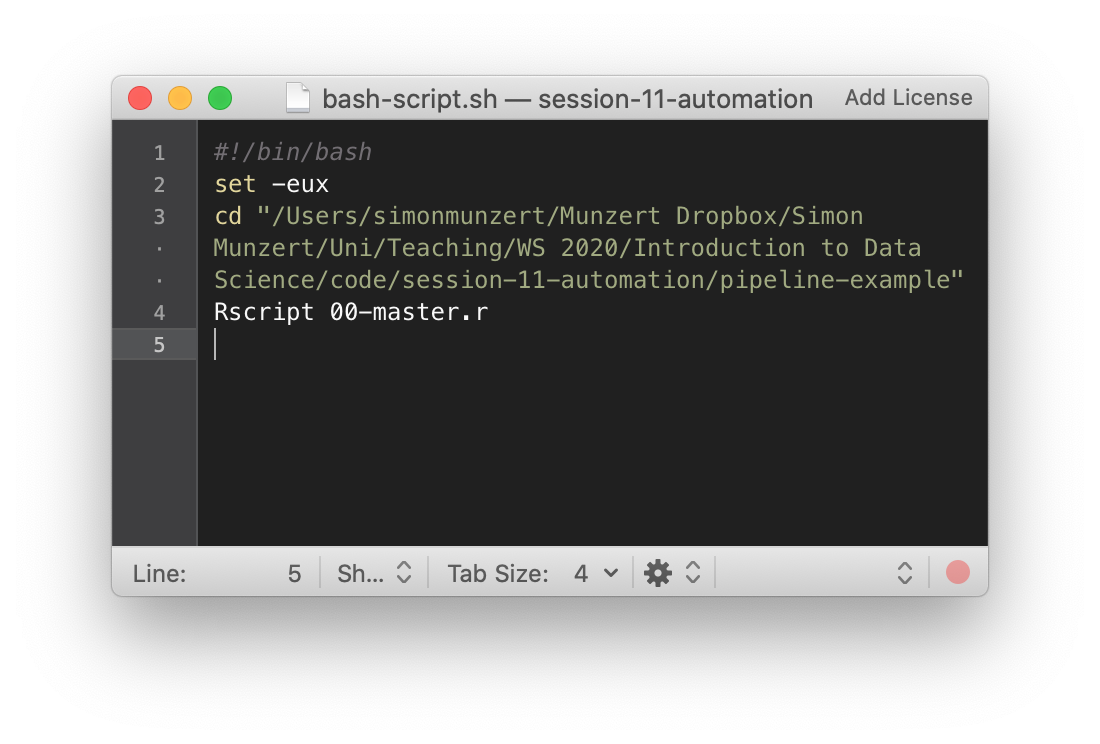 bash-script.sh — session-11-automation Add License
1 #!/bin/bash
2 set -eux
3 cd "/Users/simonmunzert/Munzert Dropbox/Simon
· Munzert/Uni/Teaching/WS 2020/Introduction to Data
· Science/code/session-11-automation/pipeline-example"
4 Rscript 00-master.r
5
Line: 5 Sh... Tab Size: 4